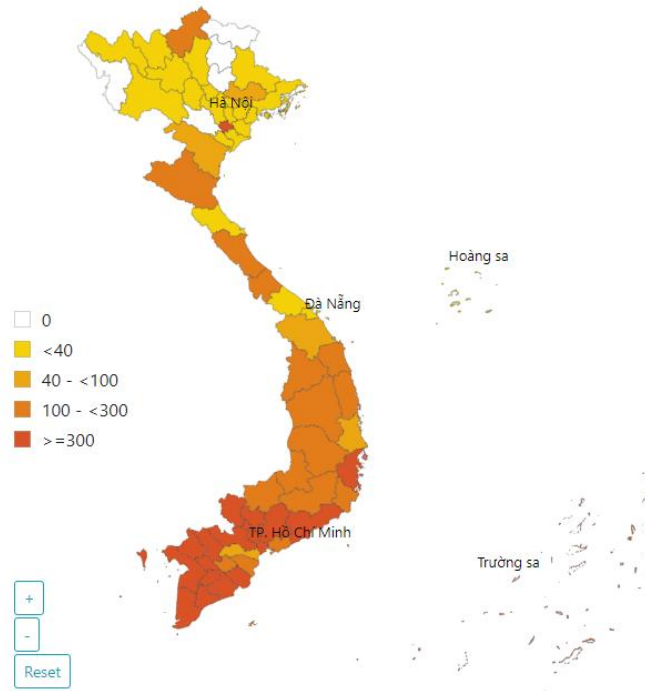 Hà Nội
Hoàng sa
Đà Nẵng
0
<40
40 - <100
100 - <300
>=300
TP. Hồ Chí Minh
Trường sa
+
-
Reset